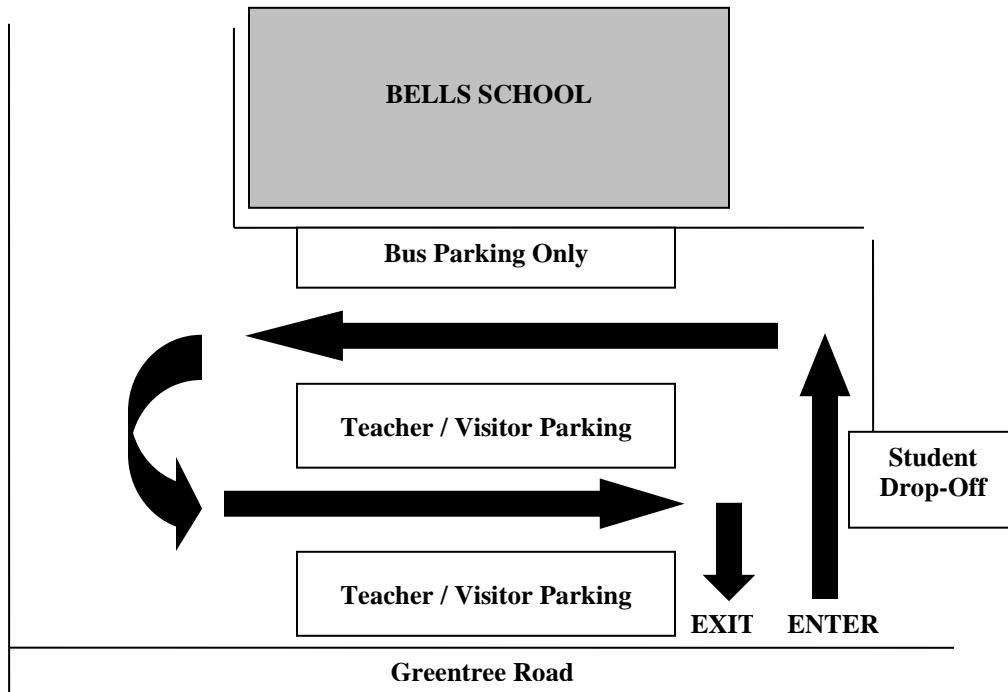 BELLS SCHOOL
Bus Parking Only
Teacher / Visitor Parking
Student
Drop-Off
Teacher / Visitor Parking
EXIT ENTER
Greentree Road